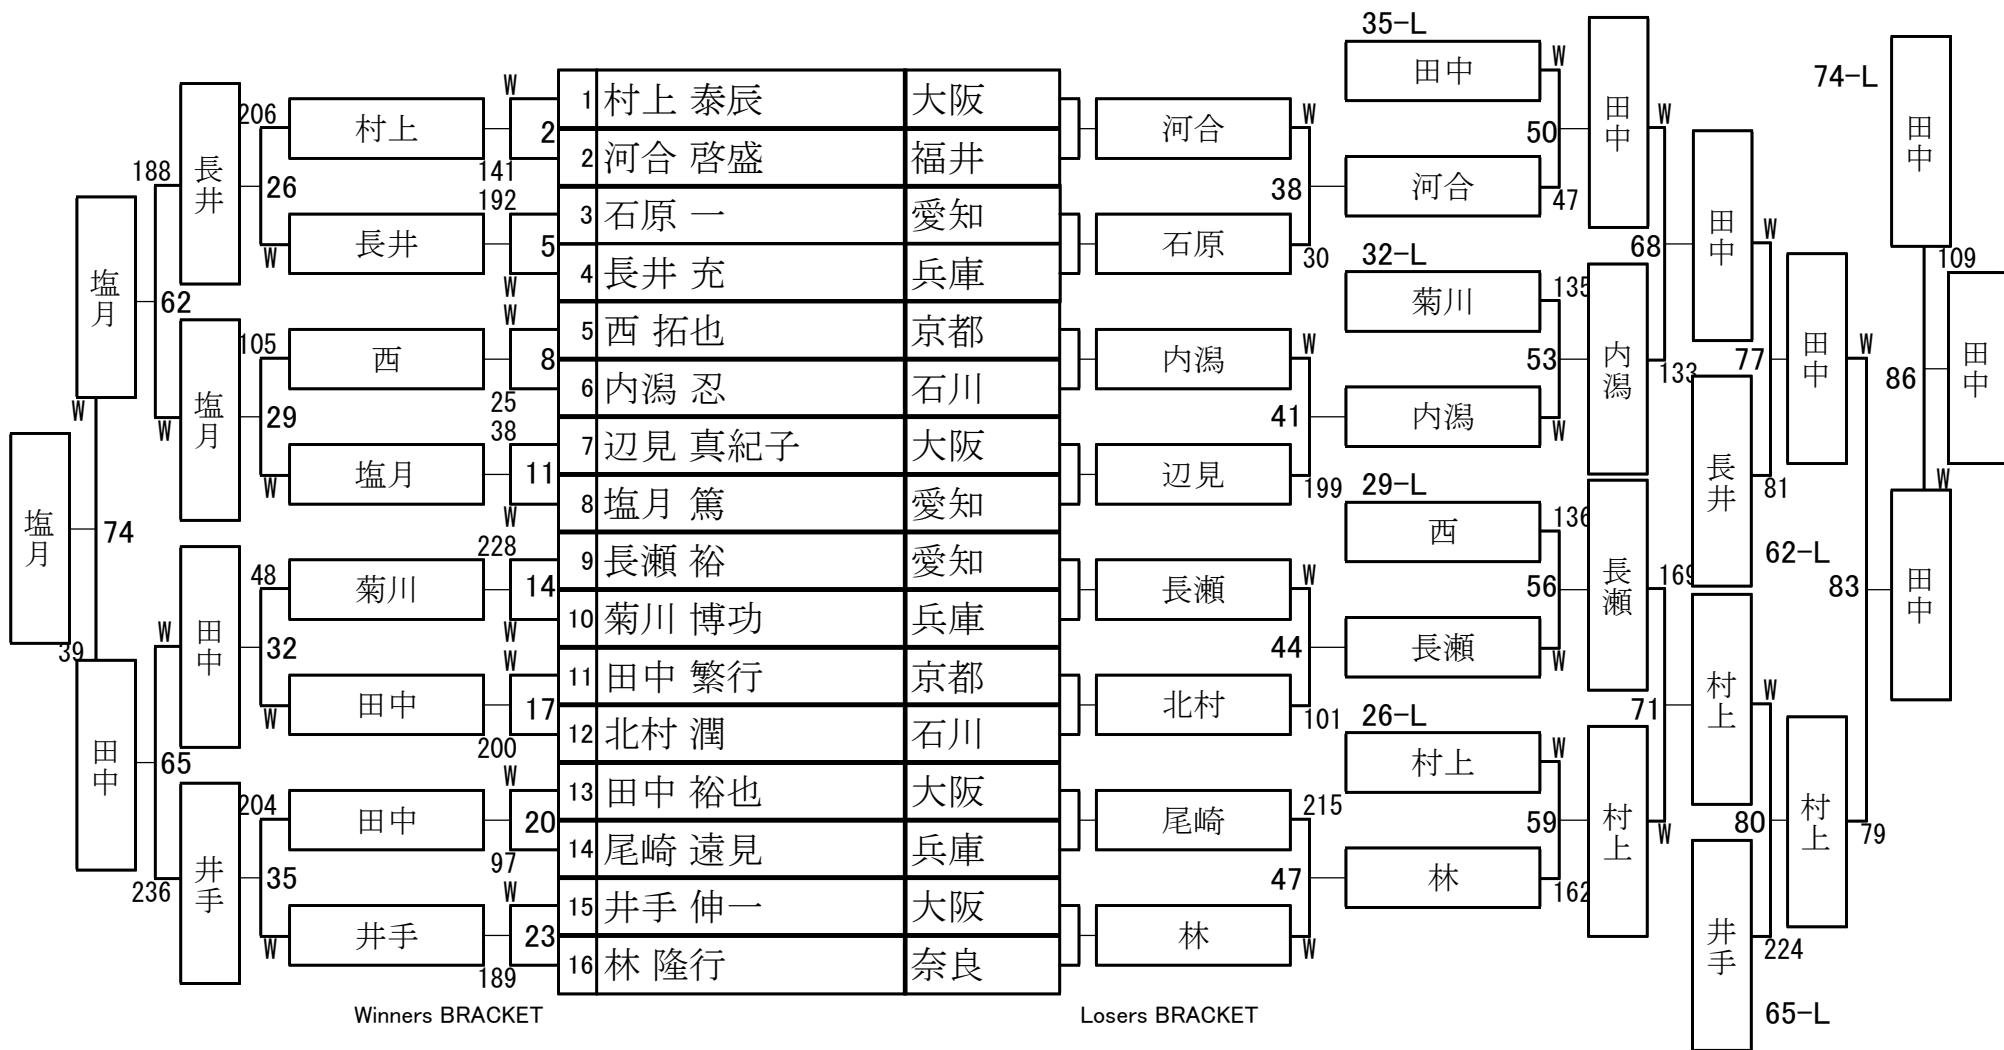 35-L
田中 W
74-L
田中
田中
1 村上 泰辰 大阪
2 河合 啓盛 福井
3 石原 一 愛知
4 長井 充 兵庫
5 西 拓也 京都
6 内潟 忍 石川
7 辺見 真紀子 大阪
8 塩月 篤 愛知
9 長瀬 裕 愛知
10 菊川 博功 兵庫
11 田中 繁行 京都
12 北村 潤 石川
13 田中 裕也 大阪
14 尾崎 遠見 兵庫
15 井手 伸一 大阪
16 林 隆行 奈良
W
2
141
192
5
W
W
8
25
38
11
W
228
14
W
W
17
200
W
20
97
W
23
189
村上
長井
西
塩月
菊川
田中
田中
井手
206
26
W
105
29
W
48
32
W
204
35
W
長井
塩月
田中
井手
188
62
W
W
65
236
塩月
田中
W
74
39
塩月
河合
石原
内潟
辺見
長瀬
北村
尾崎
林
W
38
30
W
41
199
W
44
101
215
47
W
河合
32-L
菊川
内潟
29-L
西
長瀬
26-L
村上
林
50
47
135
53
W
136
56
W
W
59
162
内潟
長瀬
村上
W
68
133
169
71
W
田中
長井
62-L
村上
井手
65-L
W
77
81
W
80
224
田中
村上
W
83
79
田中
109
86
W
田中
Winners BRACKET
Losers BRACKET